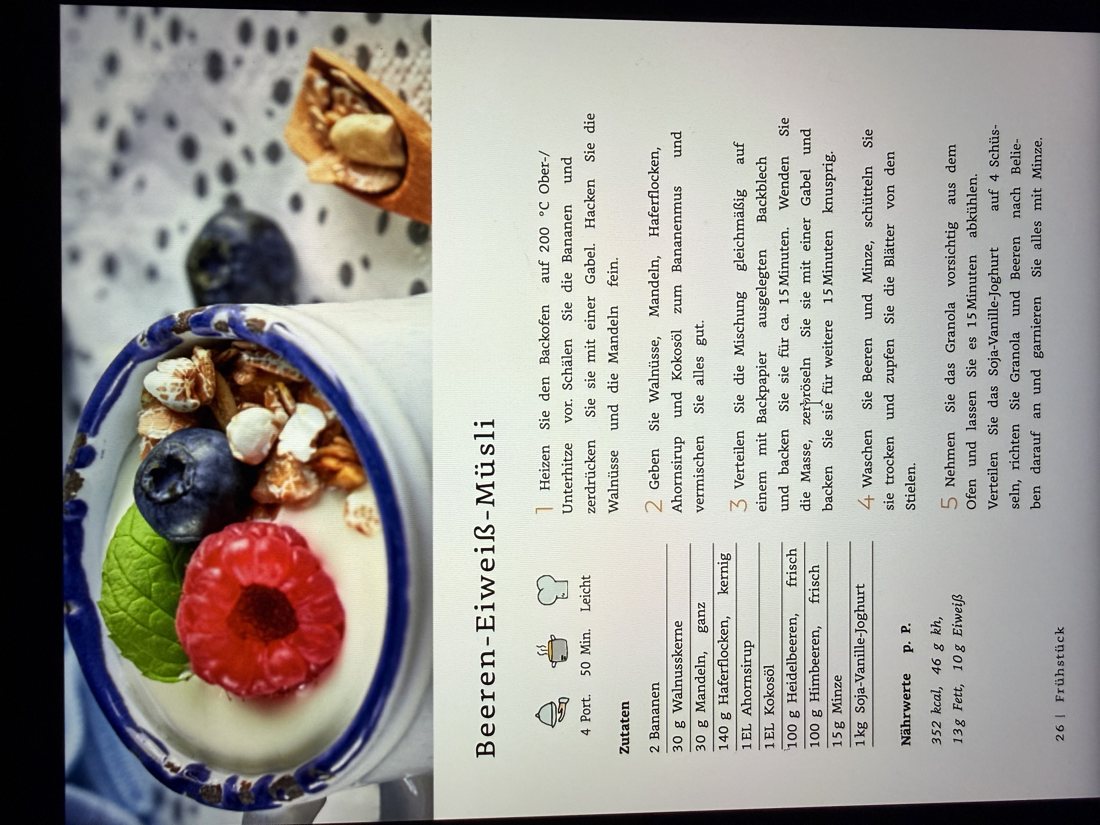 Beeren-Eiweiß-Müsli
4 Port. 50 Min. Leicht
Zutaten
2 Bananen
30 g Walnusskerne
30 g Mandeln, ganz
140 g Haferflocken, kernig
1 EL Ahornsirup
1 EL Kokosöl
100 g Heidelbeeren, frisch
100 g Himbeeren, frisch
15 g Minze
1 kg Soja-Vanille-Joghurt
Nährwerte p. P.
352 kcal, 46 g kh,
13 g Fett, 10 g Eiweiß
1 Heizen Sie den Backofen auf 200 °C Ober-/
Unterhitze vor. Schälen Sie die Bananen und
zerdrücken Sie sie mit einer Gabel. Hacken Sie die
Walnüsse und die Mandeln fein.
2 Geben Sie Walnüsse, Mandeln, Haferflocken,
Ahornsirup und Kokosöl zum Bananenmus und
vermischen Sie alles gut.
3 Verteilen Sie die Mischung gleichmäßig auf
einem mit Backpapier ausgelegten Backblech
und backen Sie sie für ca. 15 Minuten. Wenden Sie
die Masse, zerbröseln Sie sie mit einer Gabel und
backen Sie sie für weitere 15 Minuten knusprig.
4 Waschen Sie Beeren und Minze, schütteln Sie
sie trocken und zupfen Sie die Blätter von den
Stielen.
5 Nehmen Sie das Granola vorsichtig aus dem
Ofen und lassen Sie es 15 Minuten abkühlen.
Verteilen Sie das Soja-Vanille-Joghurt auf 4 Schüs-
seln, richten Sie Granola und Beeren nach Belie-
ben darauf an und garnieren Sie alles mit Minze.
26 | Frühstück